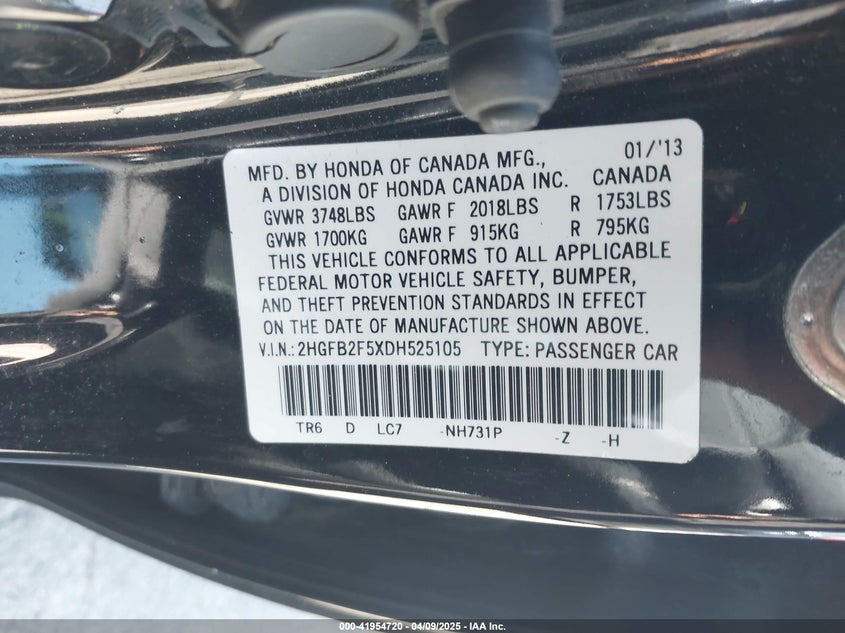 MFD. BY HONDA OF CANADA MFG., 01/'13
A DIVISION OF HONDA CANADA INC. CANADA
GVWR 3748LBS GAWR F 2018LBS R 1753LBS
GVWR 1700KG GAWR F 915KG R 795KG
THIS VEHICLE CONFORMS TO ALL APPLICABLE
FEDERAL MOTOR VEHICLE SAFETY, BUMPER,
AND THEFT PREVENTION STANDARDS IN EFFECT
ON THE DATE OF MANUFACTURE SHOWN ABOVE.
V.I.N.: 2HGFB2F5XDH525105 TYPE: PASSENGER CAR
TR6 D LC7 -NH731P -Z -H
000-41954720 | 04/09/2025 - IAA Inc.